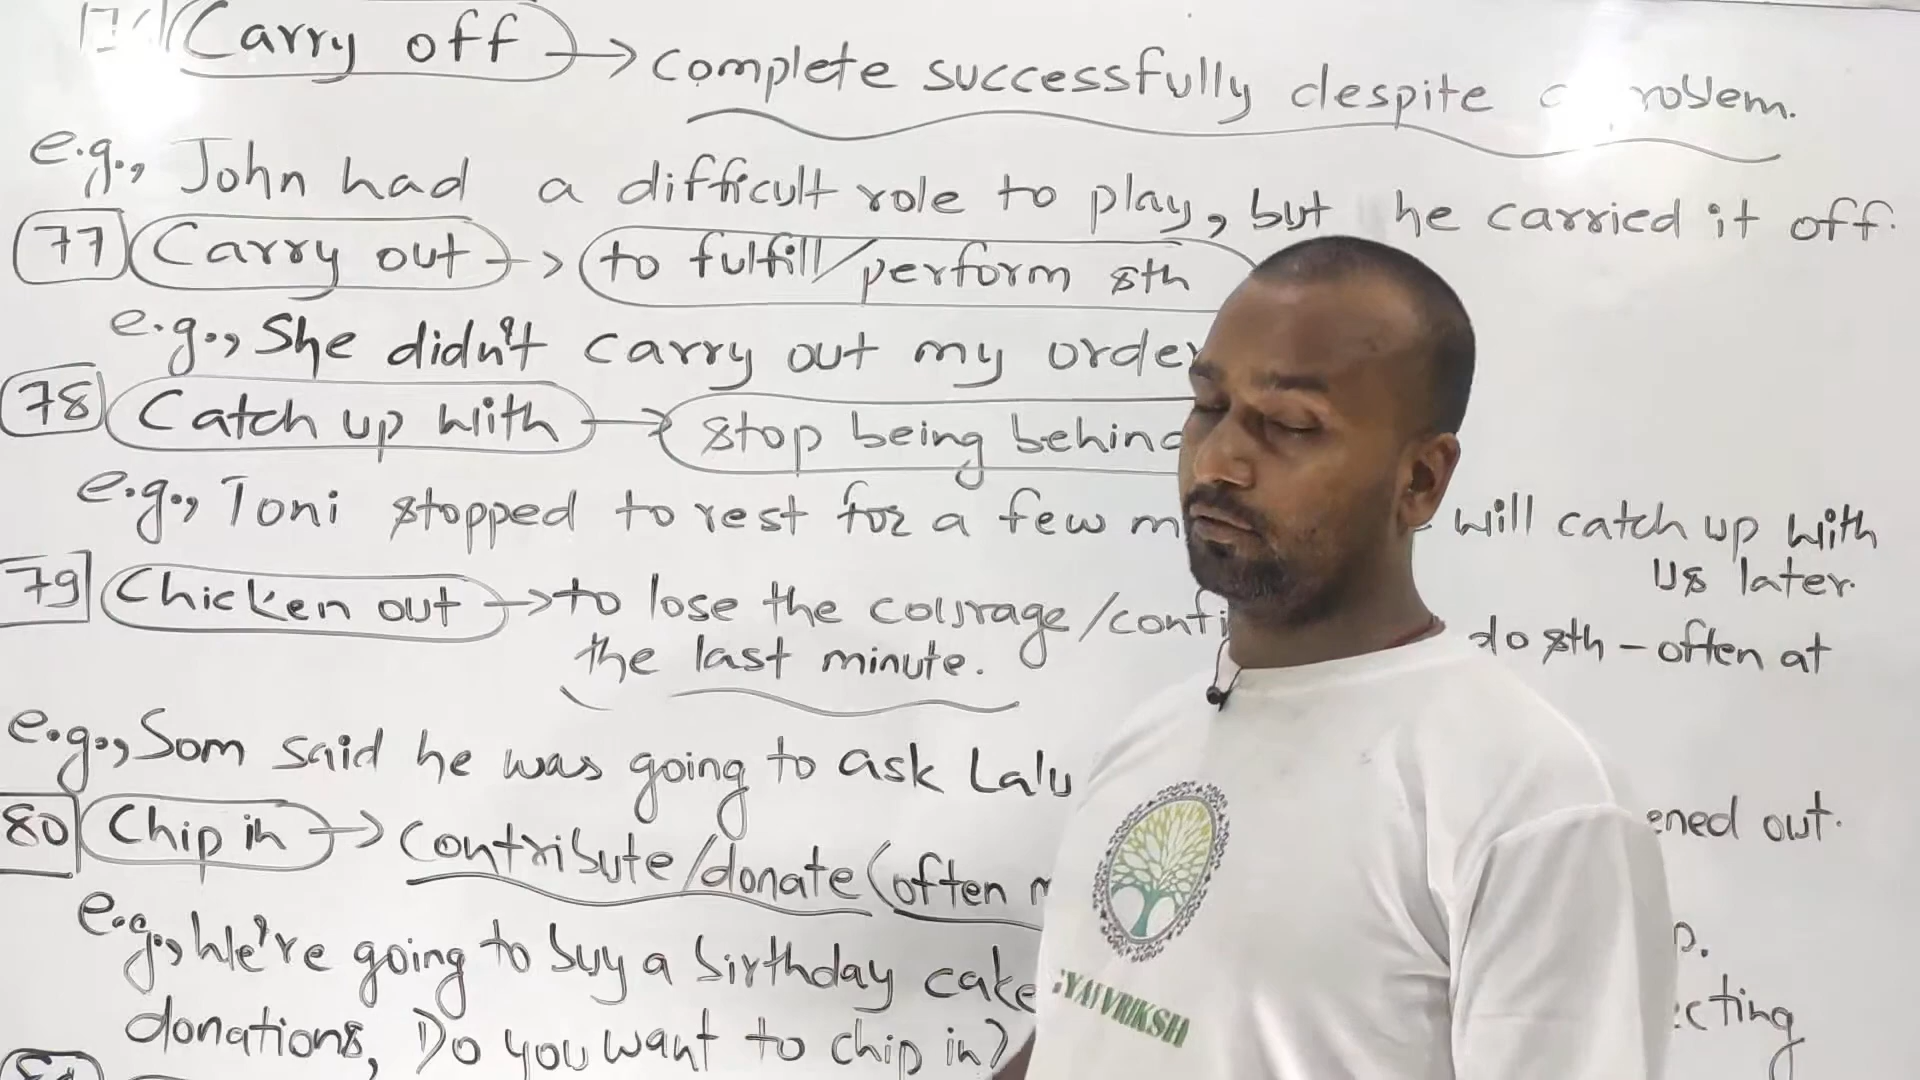 Carry off → complete successfully despite
e.g., John had a difficult role to play, but he carried it off.
77 Carry out → to fulfill/perform sth
e.g., She didn't carry out my order
78 Catch up with → stop being behind
e.g., Toni stopped to rest for a few will catch up with
us later.
79 Chicken out → to lose the courage/ do sth - often at
the last minute.
e.g., Som said he was going to ask Lalu out.
80 Chip in → contribute/donate (often
e.g., We're going to buy a birthday cake
donations, Do you want to chip in?